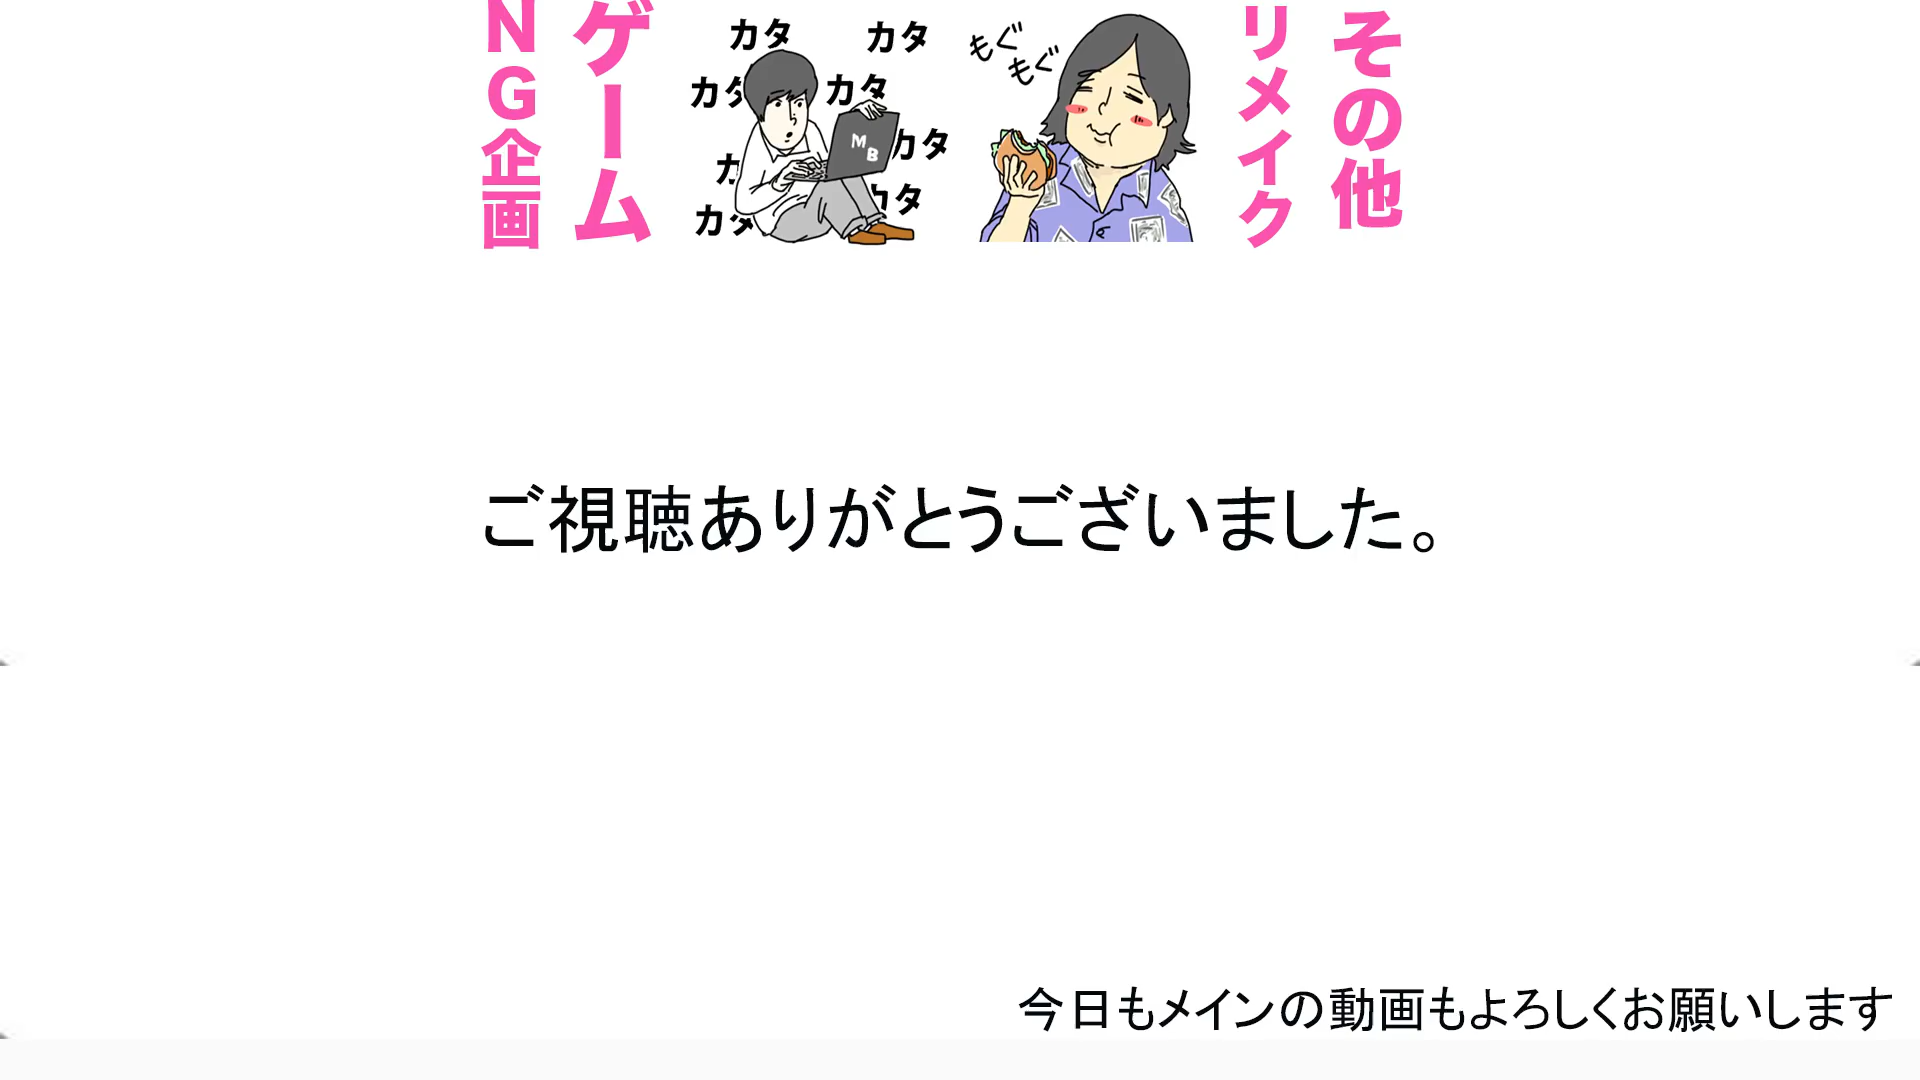 NG企画
ゲーム
カタ
カタ
カタ
カタ
カタ
カタ
カタ
MB
もぐ
もぐ
リメイク
その他
ご視聴ありがとうございました。
今日もメインの動画もよろしくお願いします